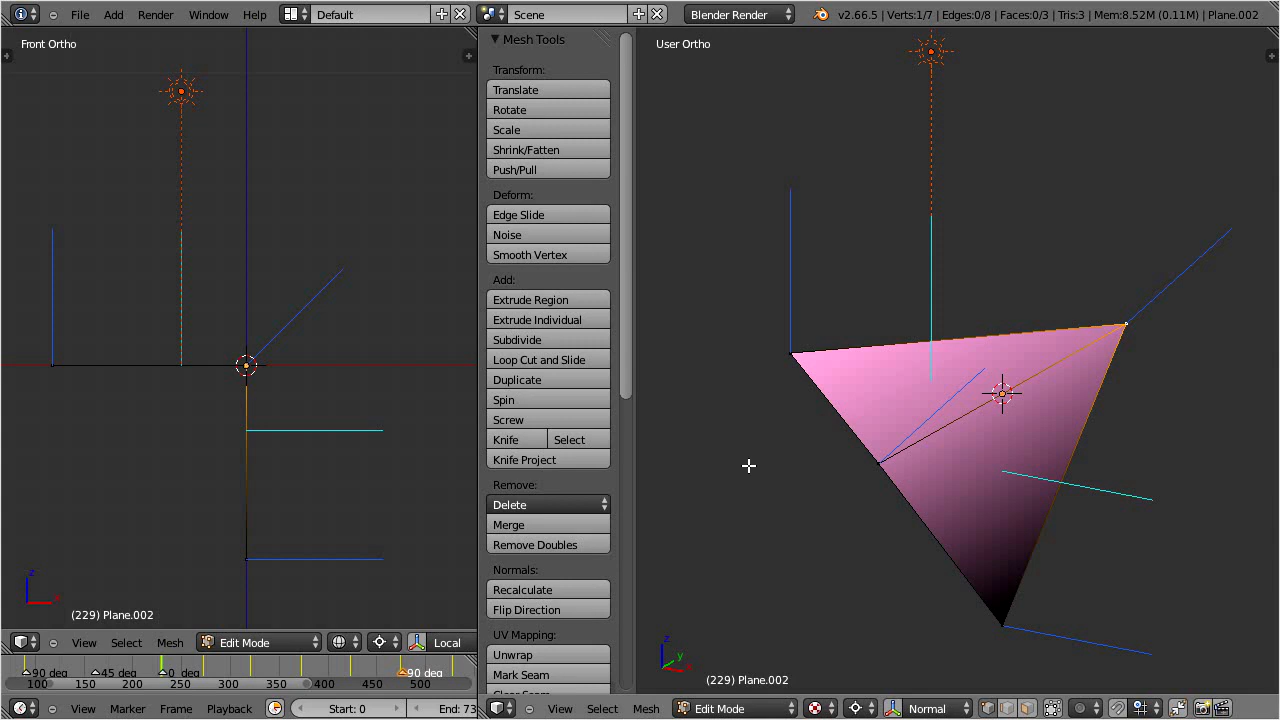 File Add Render Window Help Default Scene Blender Render v2.66.5 | Verts:1/7 | Edges:0/8 | Faces:0/3 | Tris:3 | Mem:8.52M (0.11M) | Plane.002
Front Ortho
z
(229) Plane.002
View Select Mesh Edit Mode Local
90 deg 45 deg 0 deg 90 deg
100 150 200 250 300 350 400 450 500
View Marker Frame Playback Start: 0 End: 73
Mesh Tools
Transform:
Translate
Rotate
Scale
Shrink/Fatten
Push/Pull
Deform:
Edge Slide
Noise
Smooth Vertex
Add:
Extrude Region
Extrude Individual
Subdivide
Loop Cut and Slide
Duplicate
Spin
Screw
Knife Select
Knife Project
Remove:
Delete
Merge
Remove Doubles
Normals:
Recalculate
Flip Direction
UV Mapping:
Unwrap
Mark Seam
Clear Seam
User Ortho
z
y
x
(229) Plane.002
View Select Mesh Edit Mode Normal